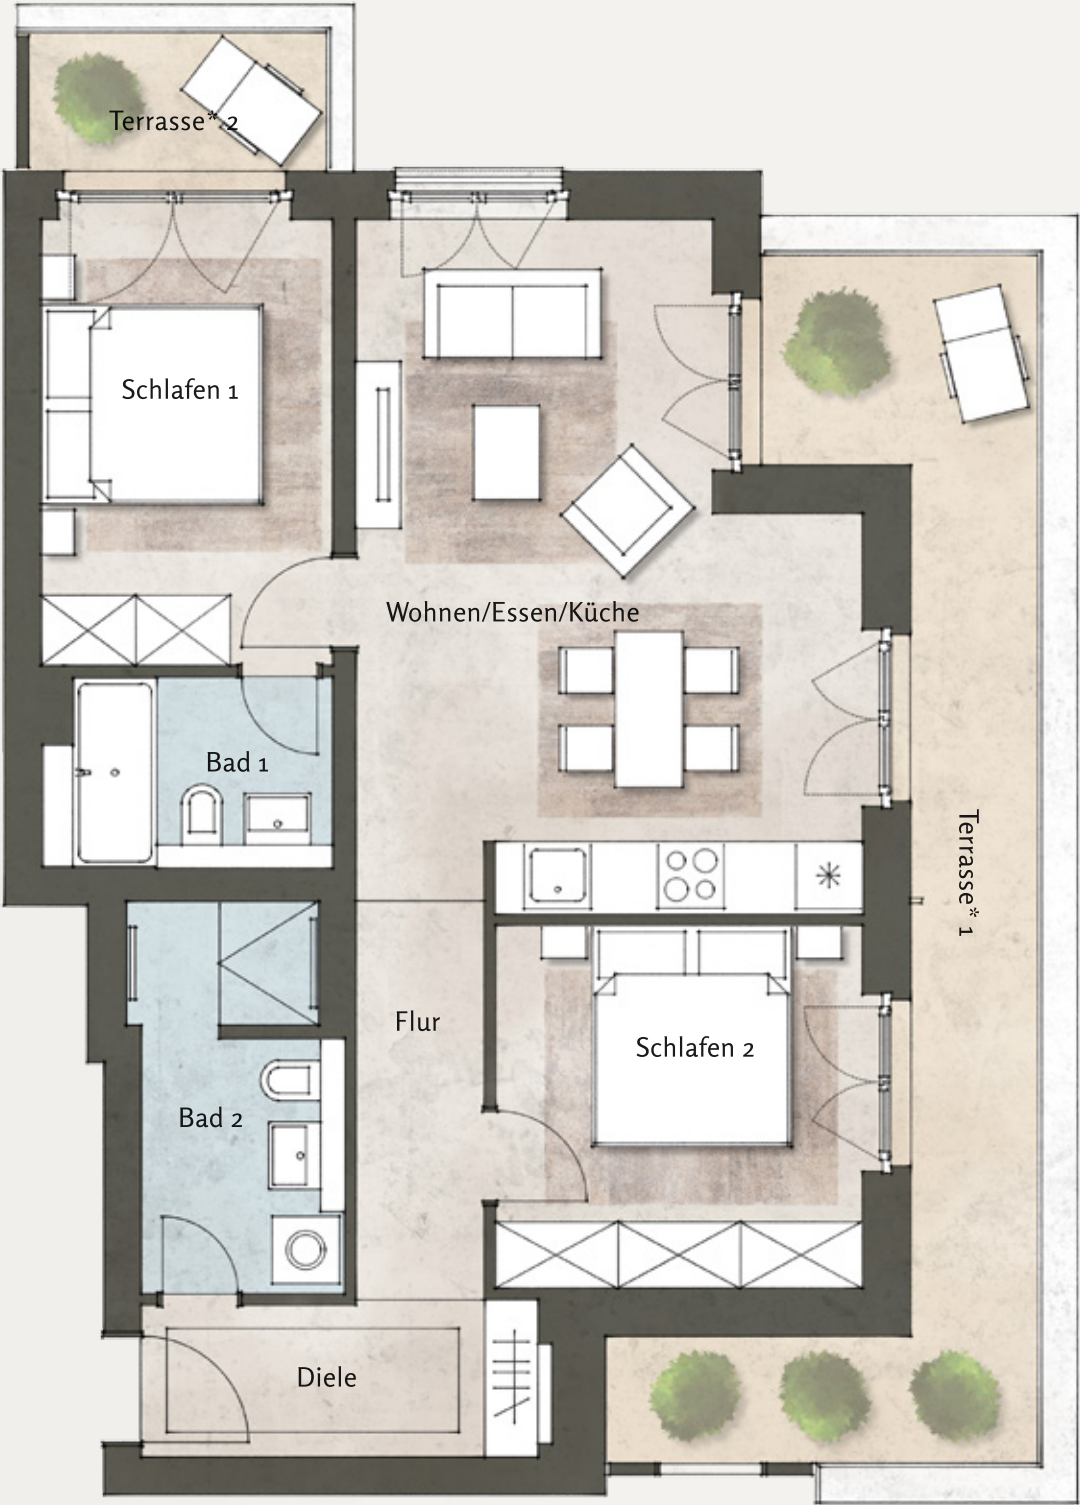 Terrasse* 2
Schlafen 1
Wohnen/Essen/Küche
Bad 1
Terrasse* 1
Flur
Schlafen 2
Bad 2
Diele